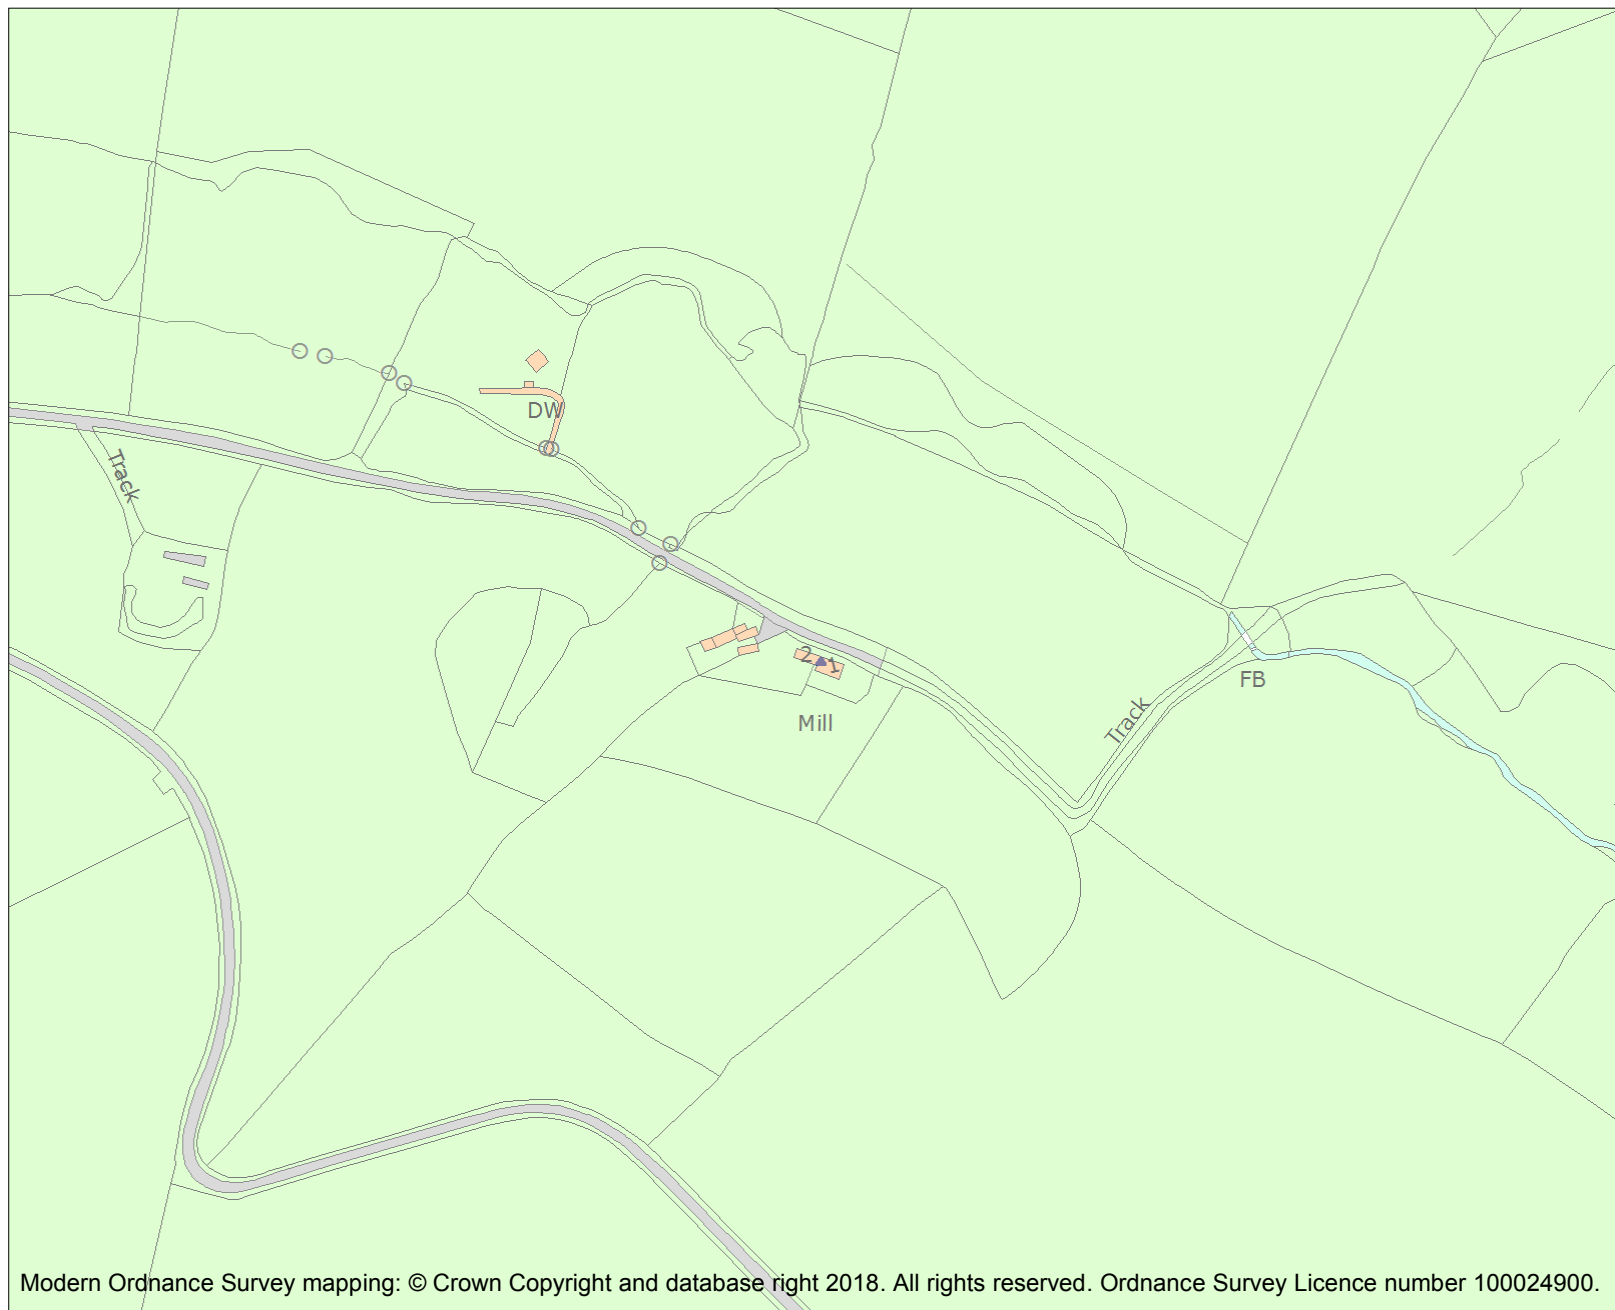 DW
Track
2
1
FB
Mill
Track
Modern Ordnance Survey mapping: © Crown Copyright and database right 2018. All rights reserved. Ordnance Survey Licence number 100024900.